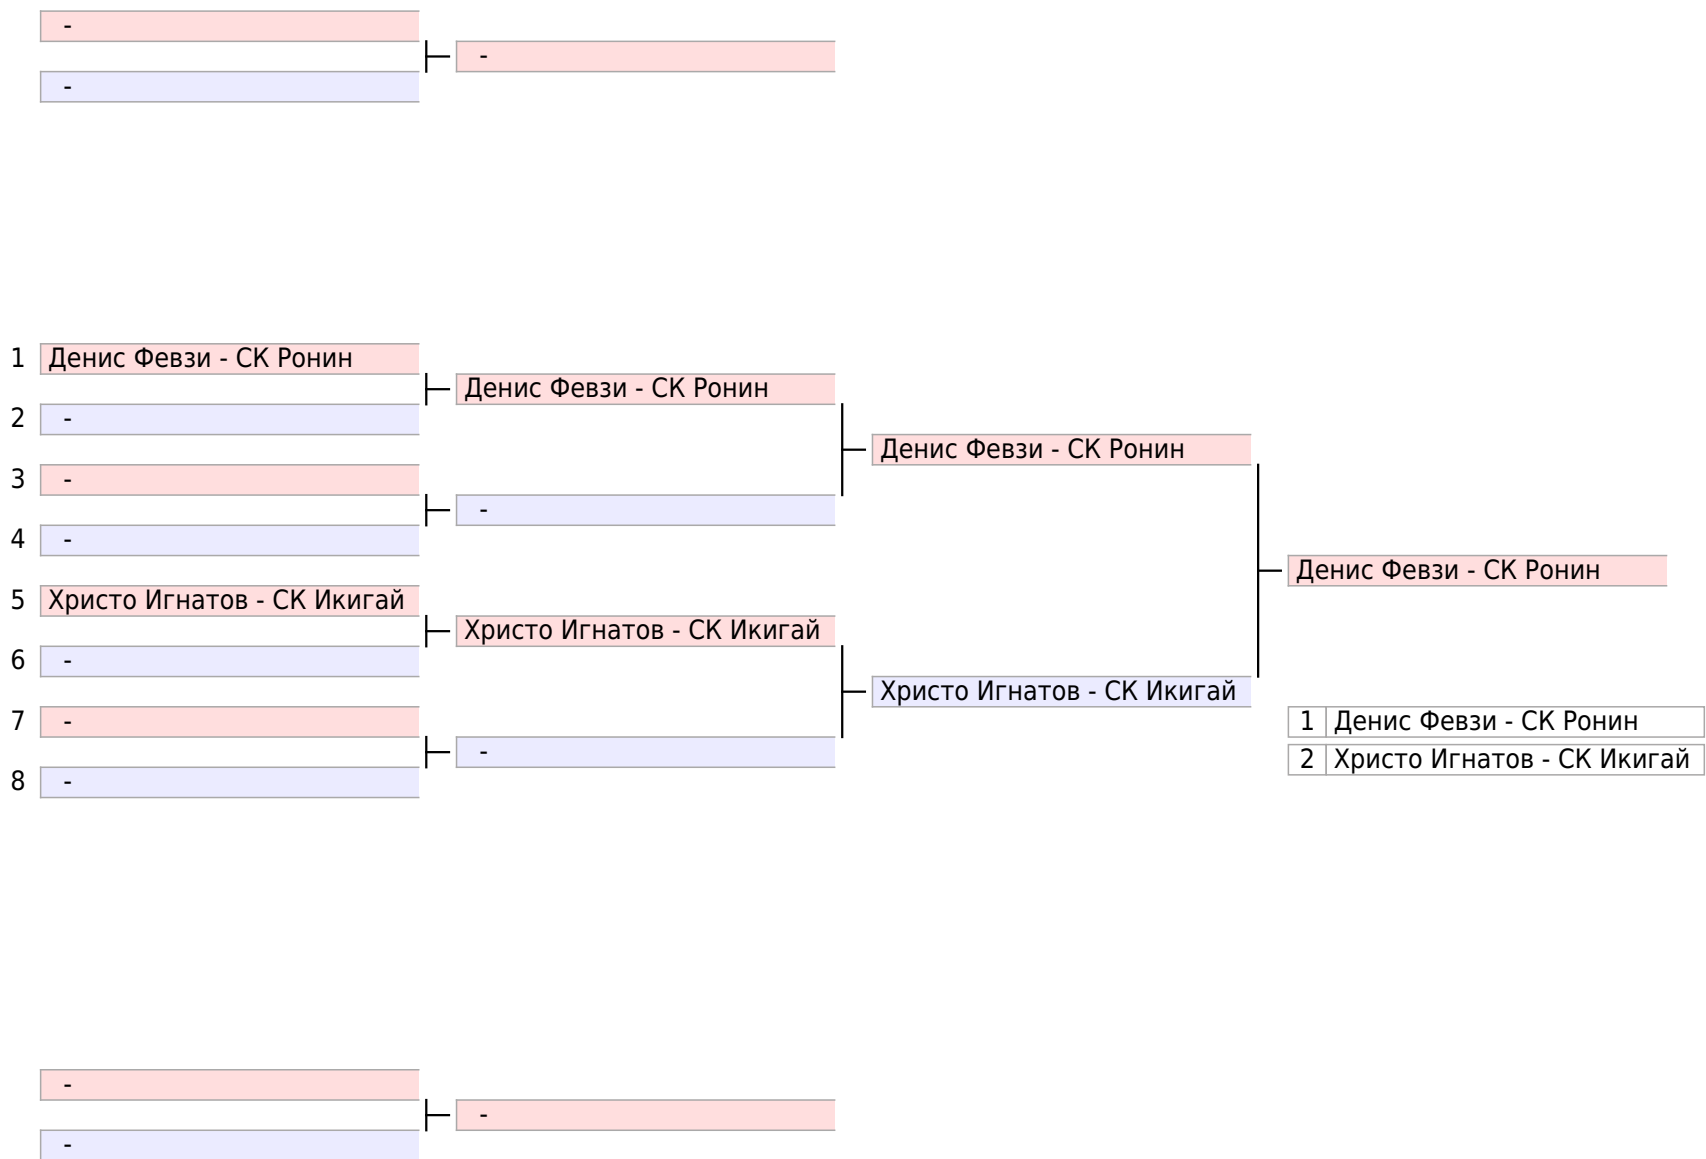 -
-
-
1 Денис Февзи - СК Ронин
Денис Февзи - СК Ронин
2 -
Денис Февзи - СК Ронин
3 -
-
4 -
Денис Февзи - СК Ронин
5 Христо Игнатов - СК Икигай
Христо Игнатов - СК Икигай
6 -
Христо Игнатов - СК Икигай
7 -
1 Денис Февзи - СК Ронин
-
2 Христо Игнатов - СК Икигай
8 -
-
-
-